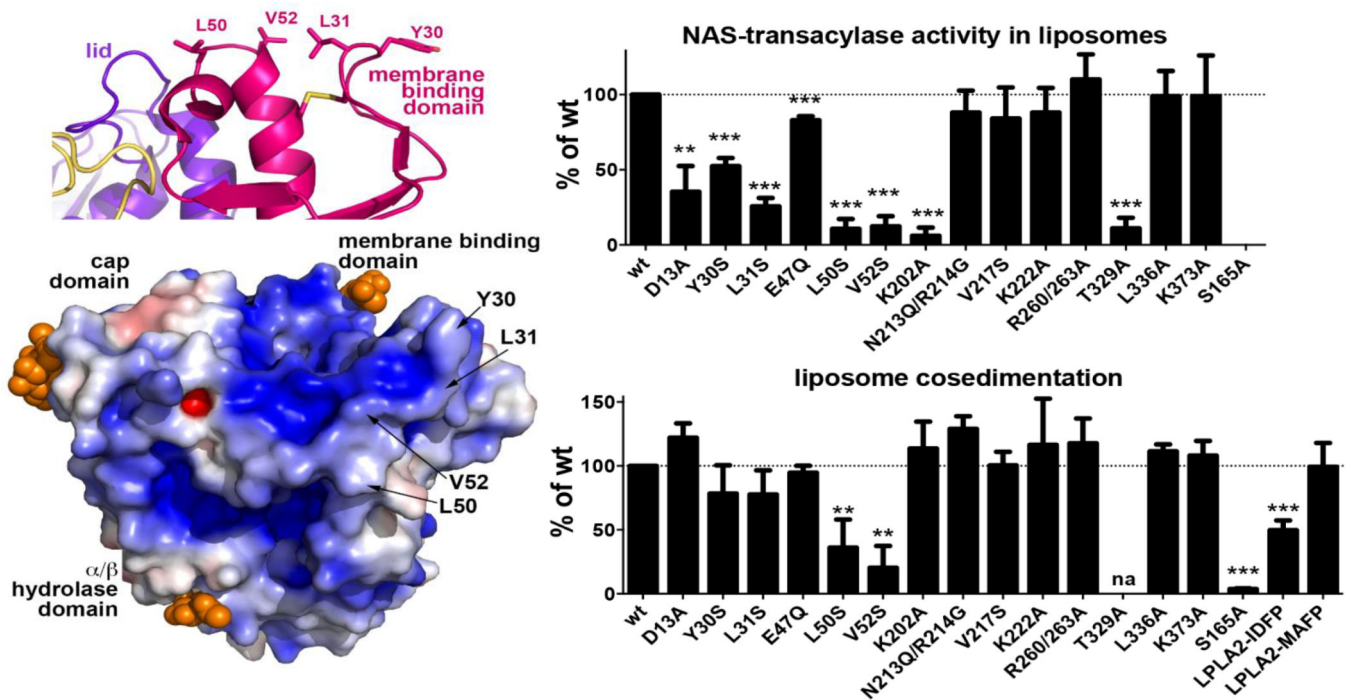 L50
V52
L31
Y30
lid
membrane
binding
domain
cap
domain
membrane binding
domain
Y30
L31
V52
L50
α/β
hydrolase
domain
NAS-transacylase activity in liposomes
% of wt
100
50
0
**
***
***
***
***
***
***
***
wt
D13A
Y30S
L31S
E47Q
L50S
V52S
K202A
N213Q/R214G
V217S
K222A
R260/263A
T329A
L336A
K373A
S165A
liposome cosedimentation
% of wt
150
100
50
0
**
**
na
***
***
wt
D13A
Y30S
L31S
E47Q
L50S
V52S
K202A
N213Q/R214G
V217S
K222A
R260/263A
T329A
L336A
K373A
S165A
LPLA2-IDFP
LPLA2-MAFP